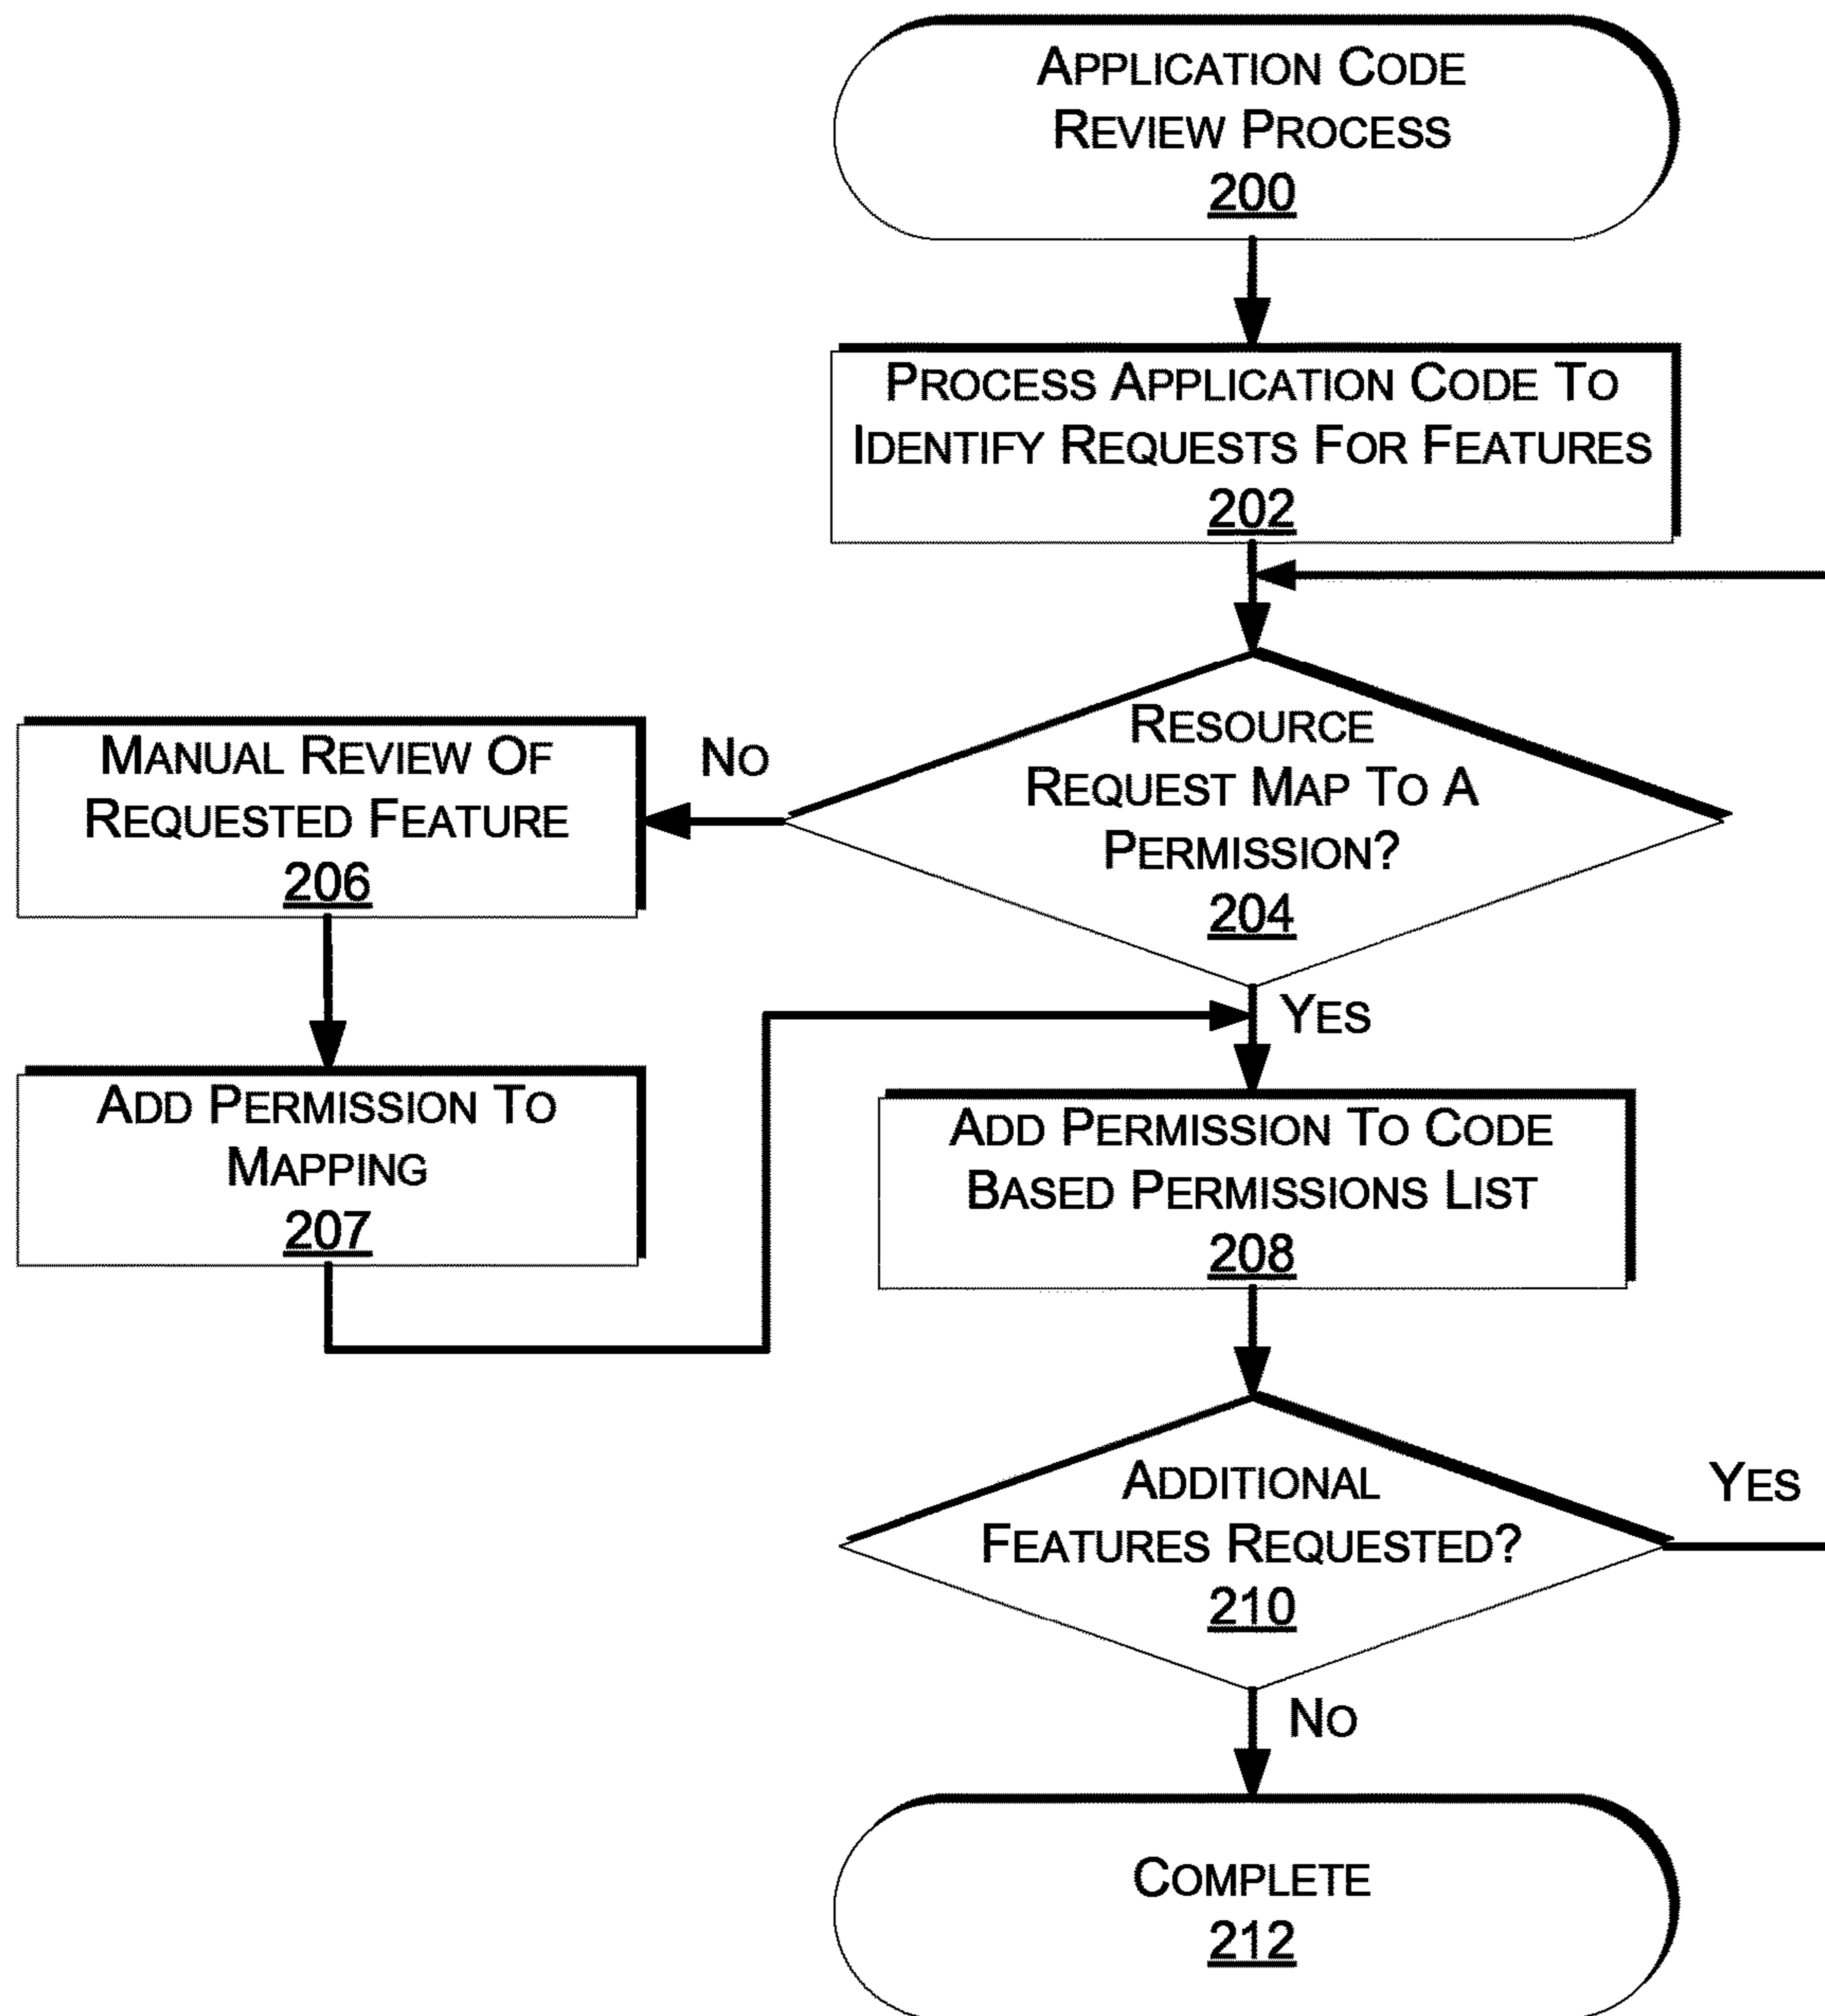 APPLICATION CODE
REVIEW PROCESS
200
PROCESS APPLICATION CODE TO
IDENTIFY REQUESTS FOR FEATURES
202
RESOURCE
REQUEST MAP TO A
PERMISSION?
204
NO
MANUAL REVIEW OF
REQUESTED FEATURE
206
ADD PERMISSION TO
MAPPING
207
YES
ADD PERMISSION TO CODE
BASED PERMISSIONS LIST
208
ADDITIONAL
FEATURES REQUESTED?
210
YES
NO
COMPLETE
212